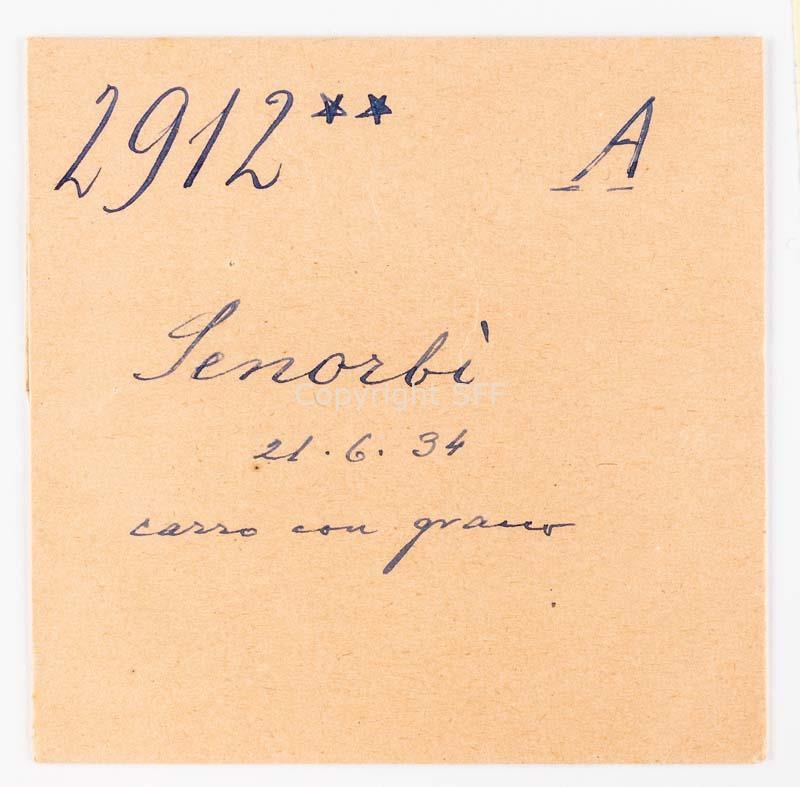 2912** A
Senorbì
Copyright SFF
21.6.34
carro con grano